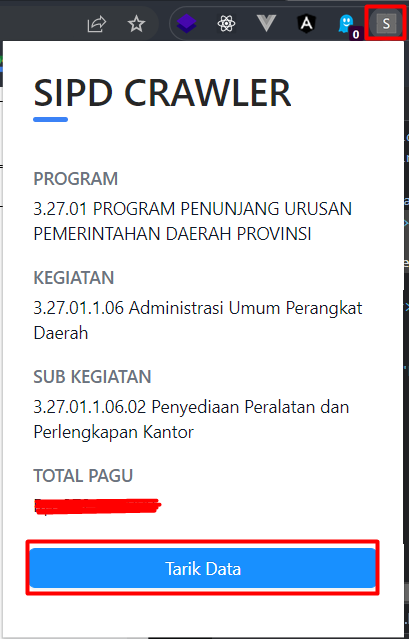 0
S
SIPD CRAWLER
PROGRAM
3.27.01 PROGRAM PENUNJANG URUSAN
PEMERINTAHAN DAERAH PROVINSI
KEGIATAN
3.27.01.1.06 Administrasi Umum Perangkat
Daerah
SUB KEGIATAN
3.27.01.1.06.02 Penyediaan Peralatan dan
Perlengkapan Kantor
TOTAL PAGU
Tarik Data